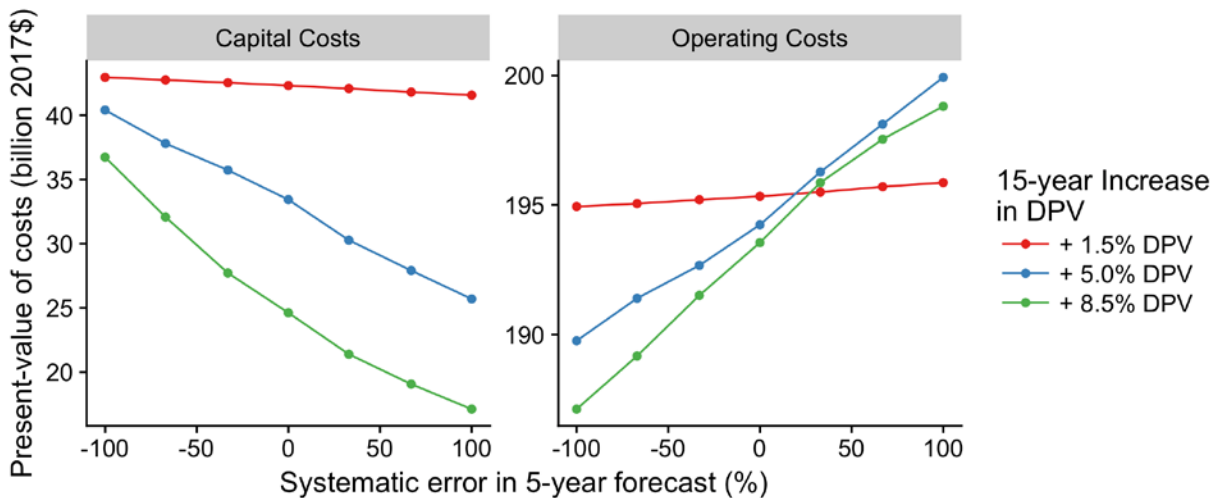 Capital Costs
Operating Costs
Present-value of costs (billion 2017$)
40
35
30
25
20
200
195
190
-100 -50 0 50 100
-100 -50 0 50 100
Systematic error in 5-year forecast (%)
15-year Increase
in DPV
+ 1.5% DPV
+ 5.0% DPV
+ 8.5% DPV